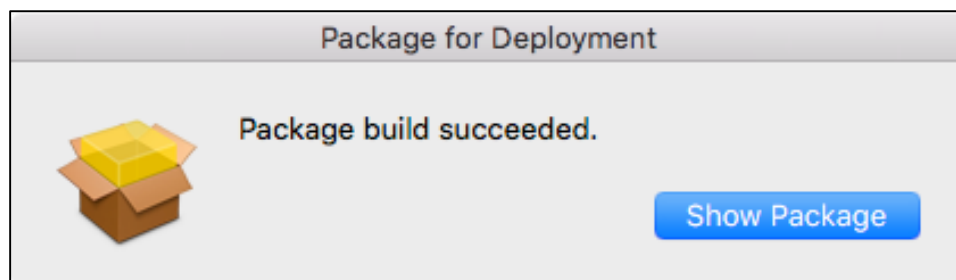 Package for Deployment
Package build succeeded.
Show Package